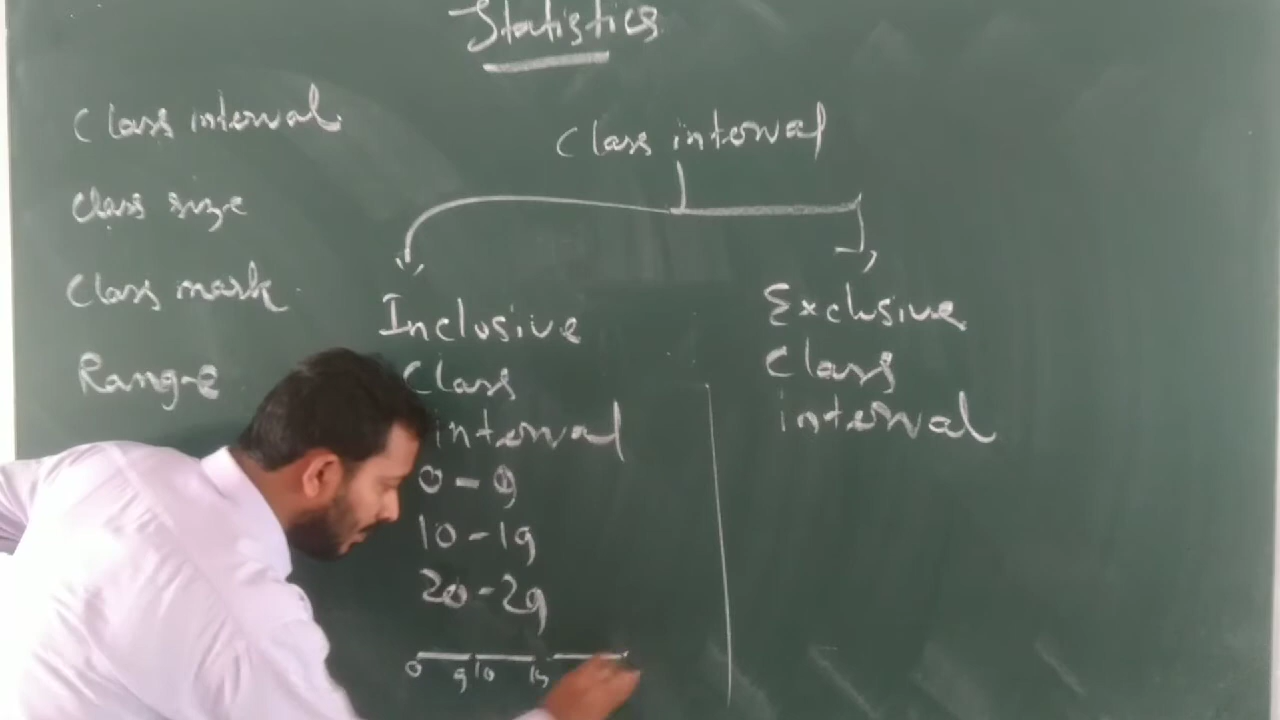 Statistics
Class interval
Class size
Class mark
Range
Class interval
Inclusive
Class
interval
0-9
10-19
20-29
0 9 10 19
Exclusive
Class
interval